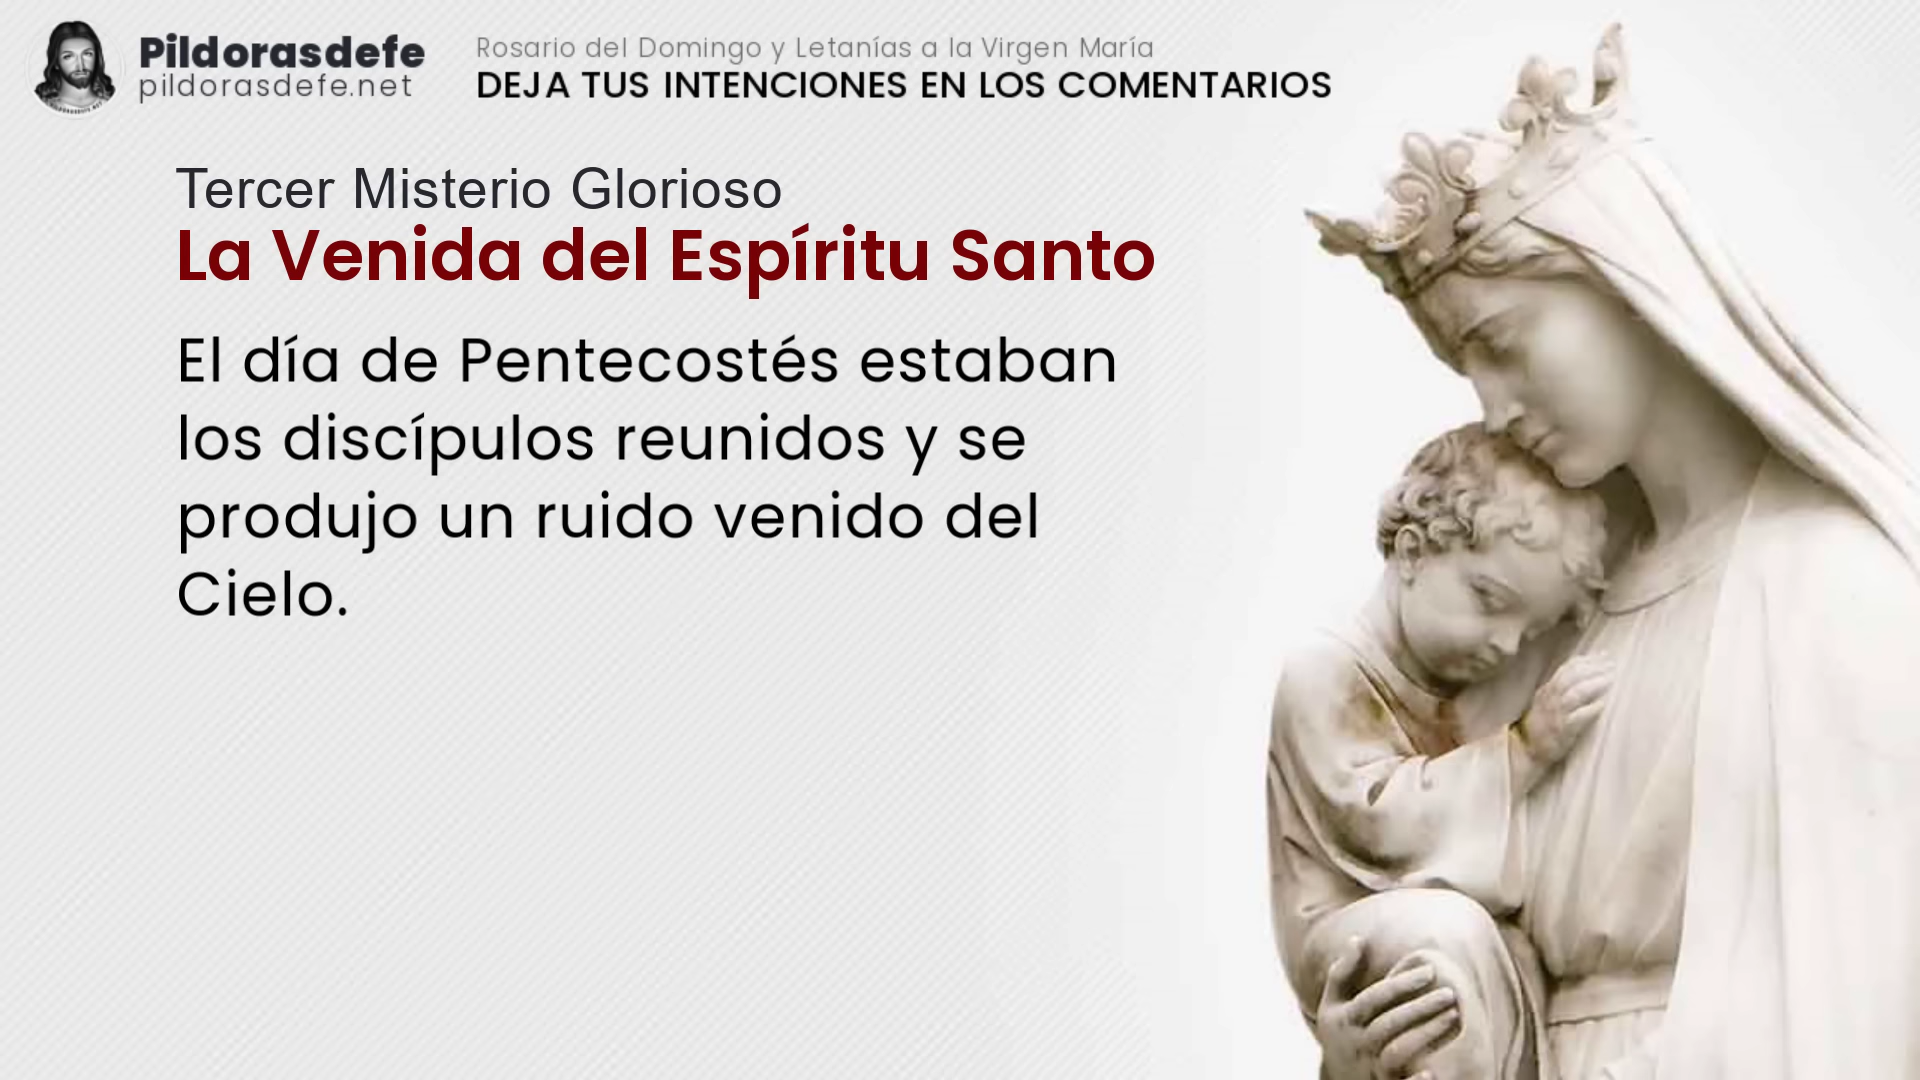 Pildorasdefe
pildorasdefe.net
Rosario del Domingo y Letanías a la Virgen María
DEJA TUS INTENCIONES EN LOS COMENTARIOS
Tercer Misterio Glorioso
La Venida del Espíritu Santo
El día de Pentecostés estaban
los discípulos reunidos y se
produjo un ruido venido del
Cielo.